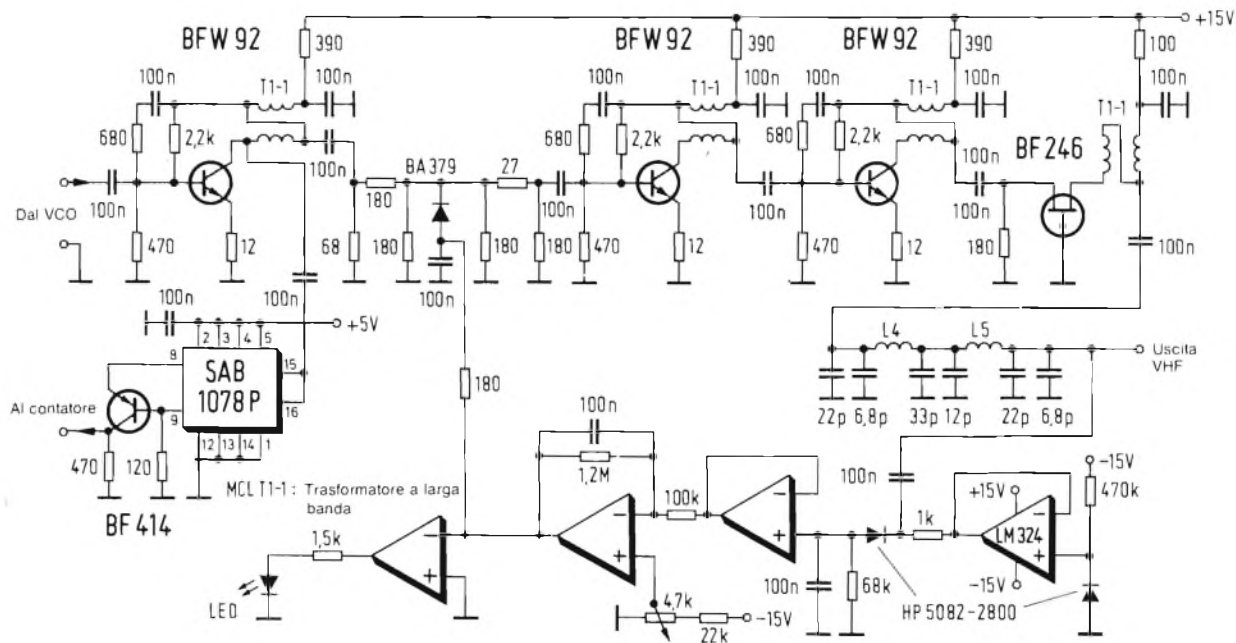 +15V
BFW 92
BFW 92
BFW 92
390
390
390
100
100n
T1-1
100n
100n
T1-1
100n
100n
T1-1
100n
100n
T1-1
680
2,2k
100n
680
2,2k
680
2,2k
BF 246
BA 379
27
100n
Dal VCO
100n
180
100n
100n
100n
470
12
68
180
180
180
470
12
470
12
180
100n
100n
100n
100n
+5V
2
3
4
5
8
15
SAB
1078 P
16
9
12
13
14
1
Al contatore
470
120
BF 414
180
L4
L5
Uscita
VHF
22p
6,8p
33p
12p
22p
6,8p
MCL T1-1 : Trasformatore a larga
banda
100n
1,2M
100k
100n
-15V
470k
+15V
1k
LM 324
-15V
1,5k
LED
-
+
-
+
-
+
-
+
100n
68k
HP 5082-2800
4,7k
22k
-15V